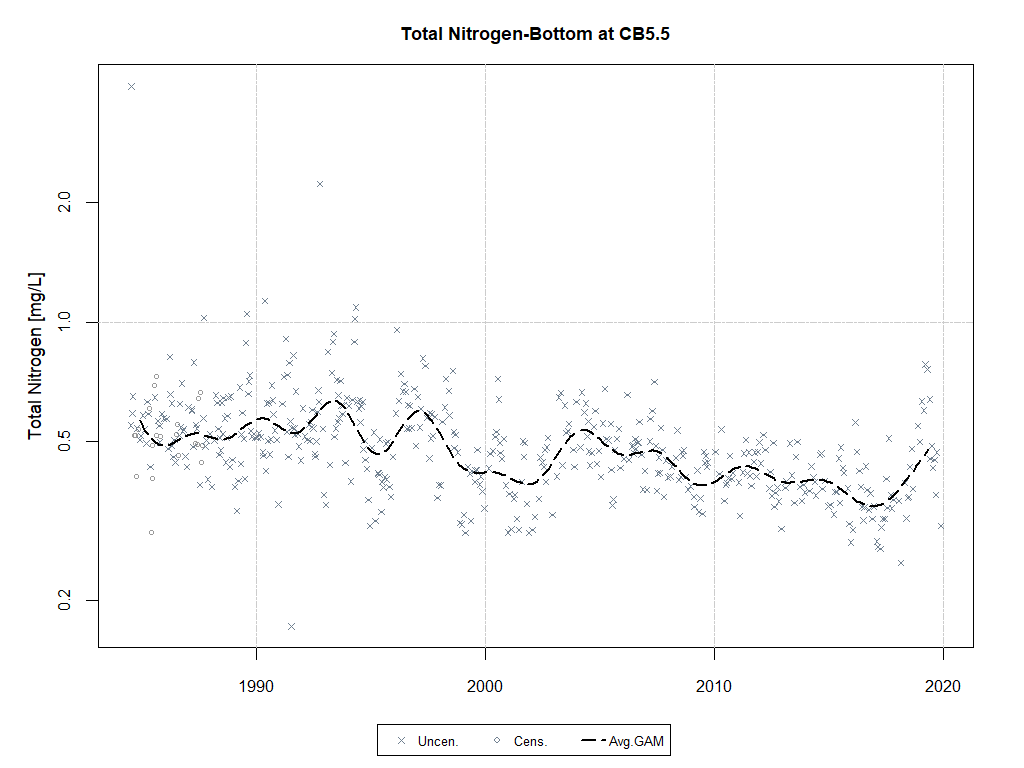 Total Nitrogen-Bottom at CB5.5
Total Nitrogen [mg/L]
2.0
1.0
0.5
0.2
1990 2000 2010 2020
Uncen. Cens. Avg.GAM